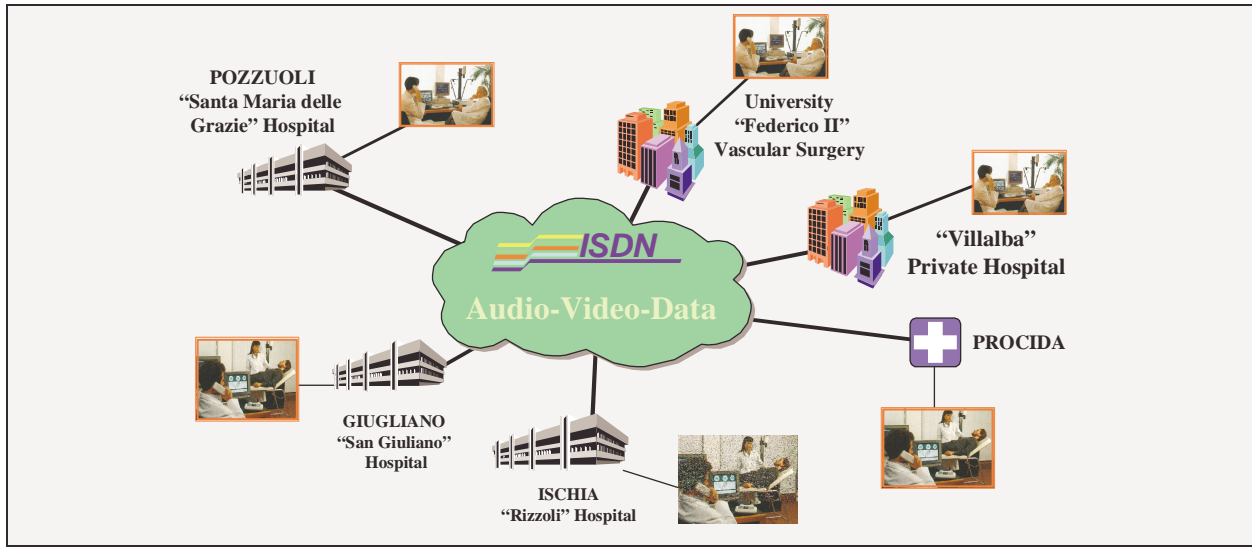 POZZUOLI
“Santa Maria delle
Grazie” Hospital
University
“Federico II”
Vascular Surgery
“Villalba”
Private Hospital
ISDN
Audio-Video-Data
PROCIDA
GIUGLIANO
“San Giuliano”
Hospital
ISCHIA
“Rizzoli” Hospital